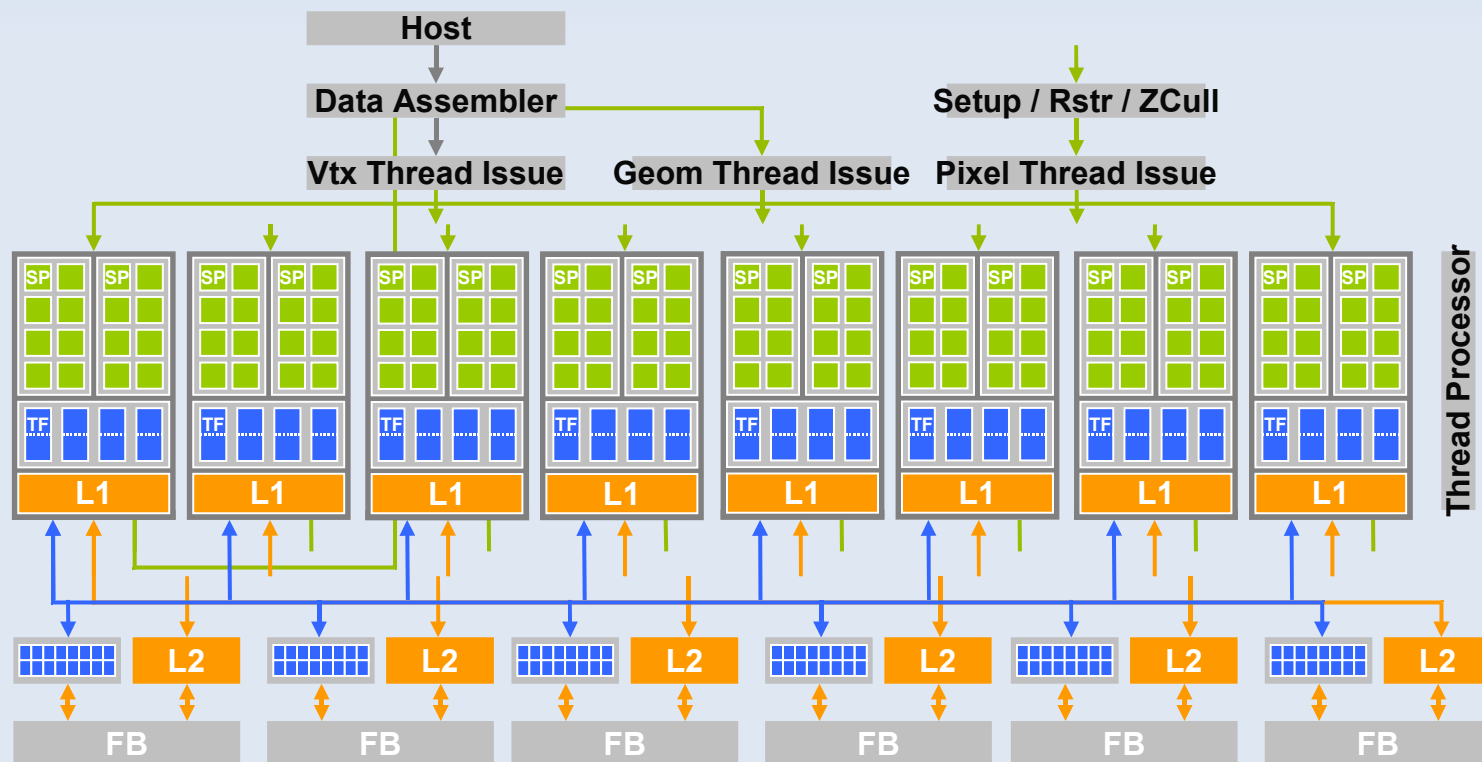 Host
Data Assembler
Setup / Rstr / ZCull
Vtx Thread Issue
Geom Thread Issue
Pixel Thread Issue
SP SP SP SP SP SP SP SP SP SP SP SP SP SP SP SP
Thread Processor
TF TF TF TF TF TF TF TF
L1 L1 L1 L1 L1 L1 L1 L1
L2 L2 L2 L2 L2 L2
FB FB FB FB FB FB